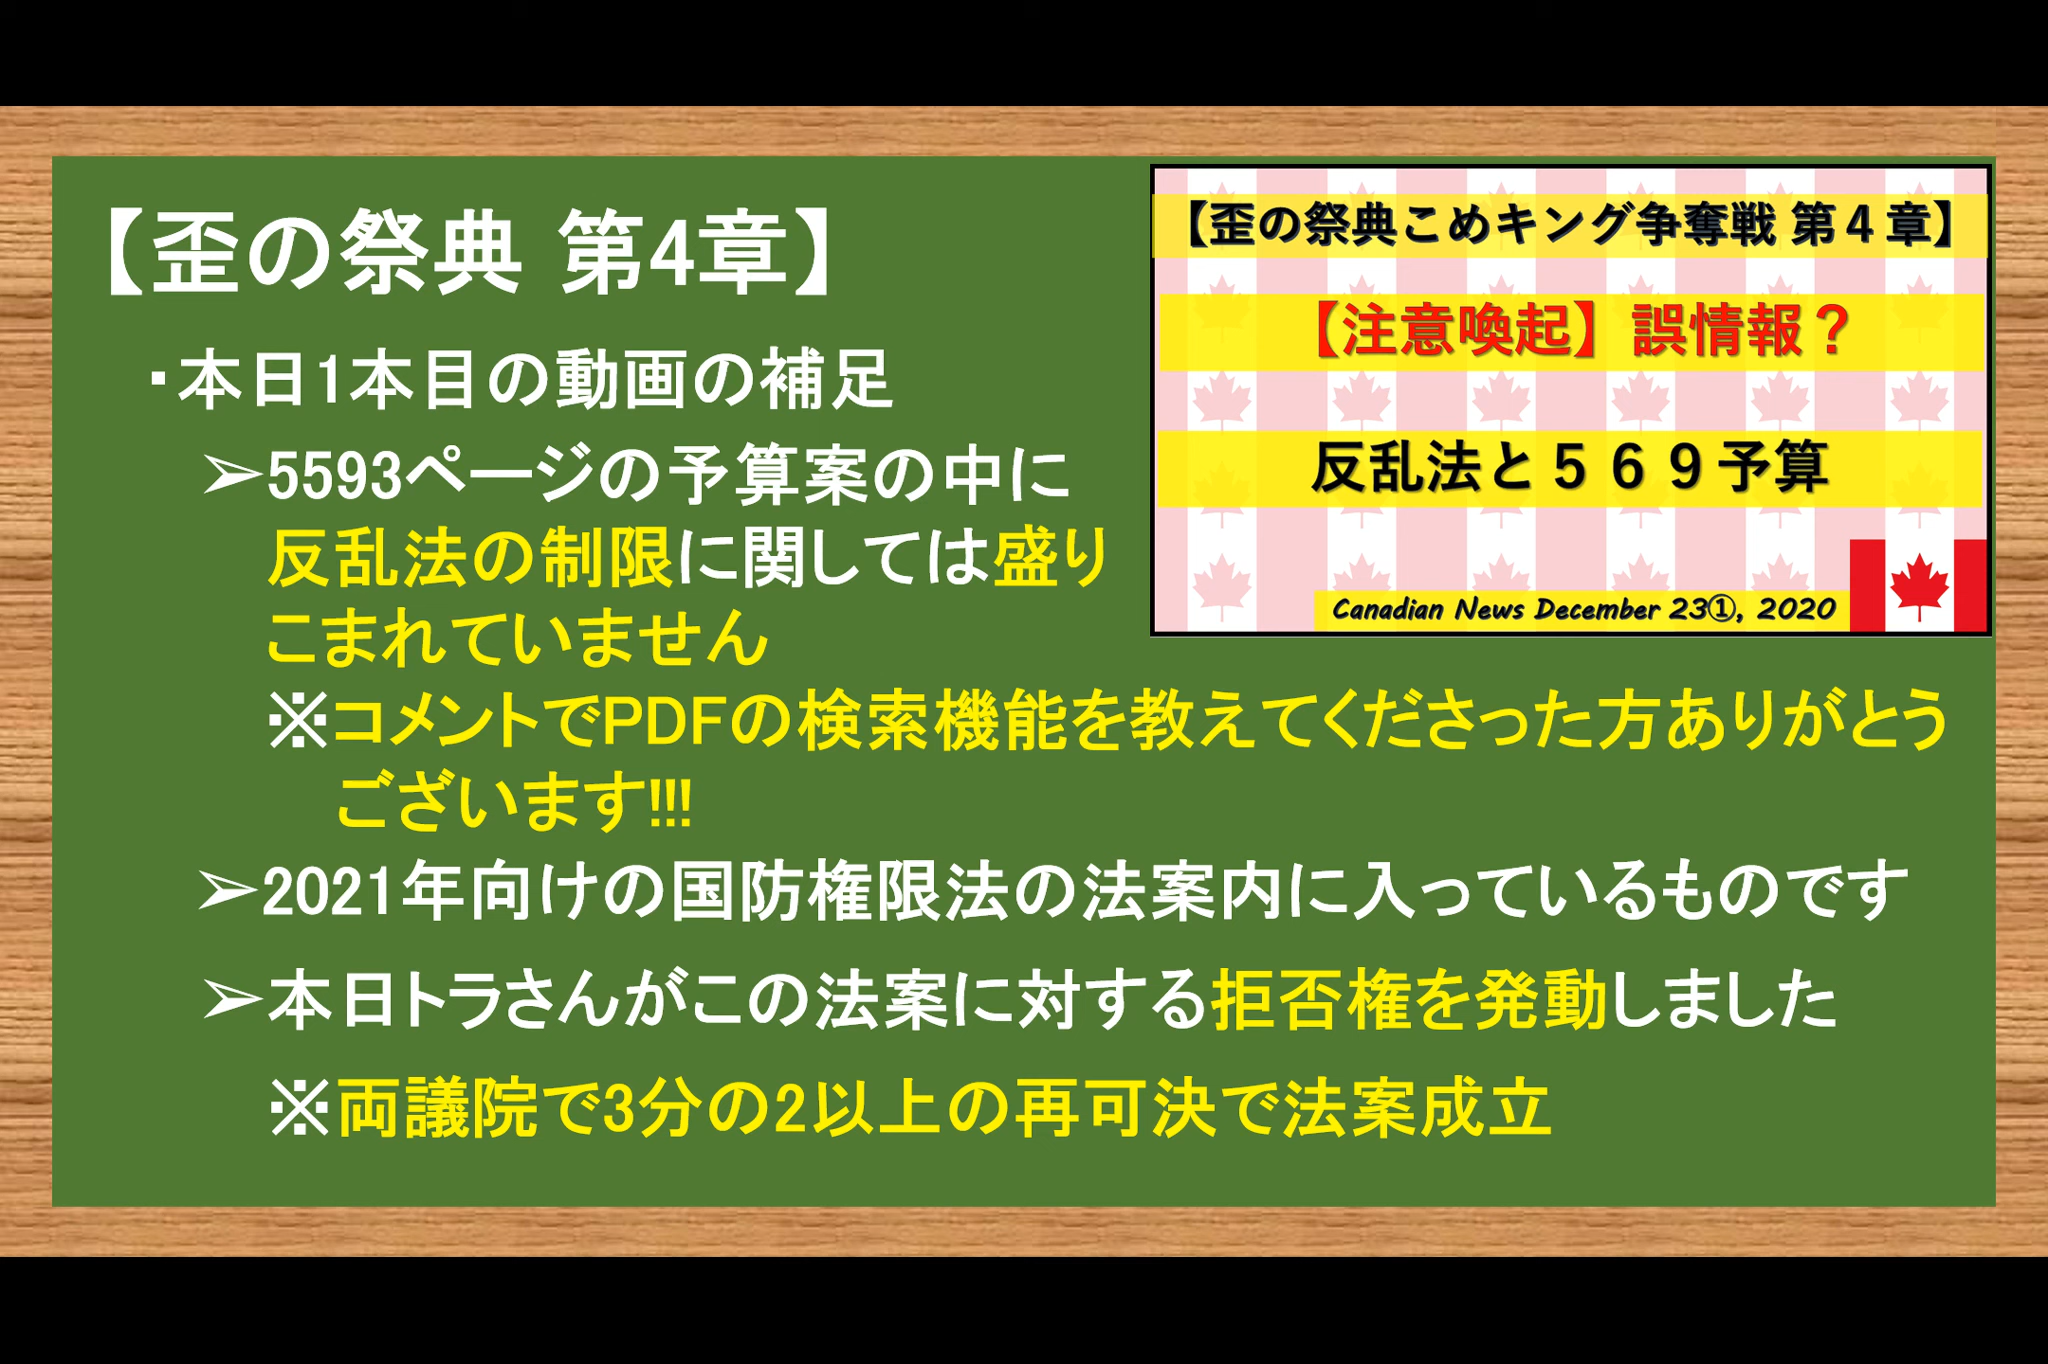 【歪の祭典 第4章】
・本日1本目の動画の補足
➢5593ページの予算案の中に
反乱法の制限に関しては盛り
こまれていません
※コメントでPDFの検索機能を教えてくださった方ありがとう
ございます!!!
➢2021年向けの国防権限法の法案内に入っているものです
➢本日トラさんがこの法案に対する拒否権を発動しました
※両議院で3分の2以上の再可決で法案成立
【歪の祭典こめキング争奪戦 第４章】
【注意喚起】誤情報？
反乱法と５６９予算
Canadian News December 23①, 2020